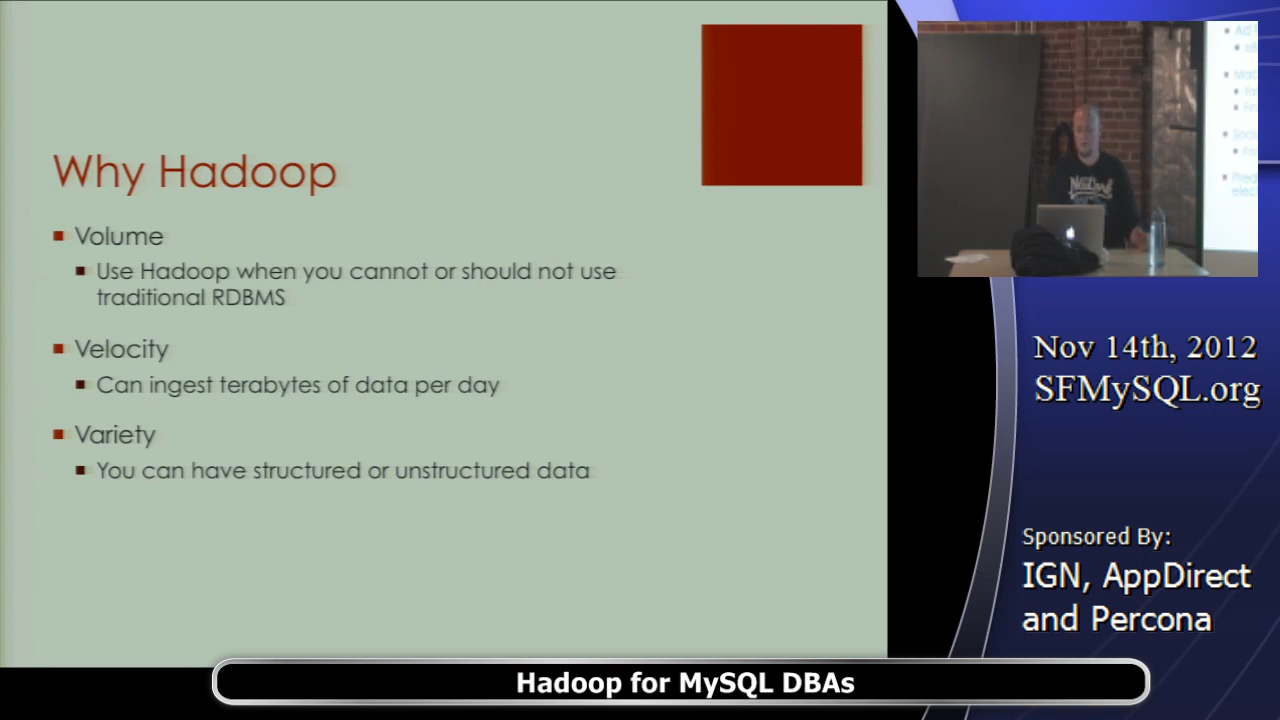 Why Hadoop
Volume
Use Hadoop when you cannot or should not use
traditional RDBMS
Velocity
Can ingest terabytes of data per day
Variety
You can have structured or unstructured data
Nov 14th, 2012
SFMySQL.org
Sponsored By:
IGN, AppDirect
and Percona
Hadoop for MySQL DBAs